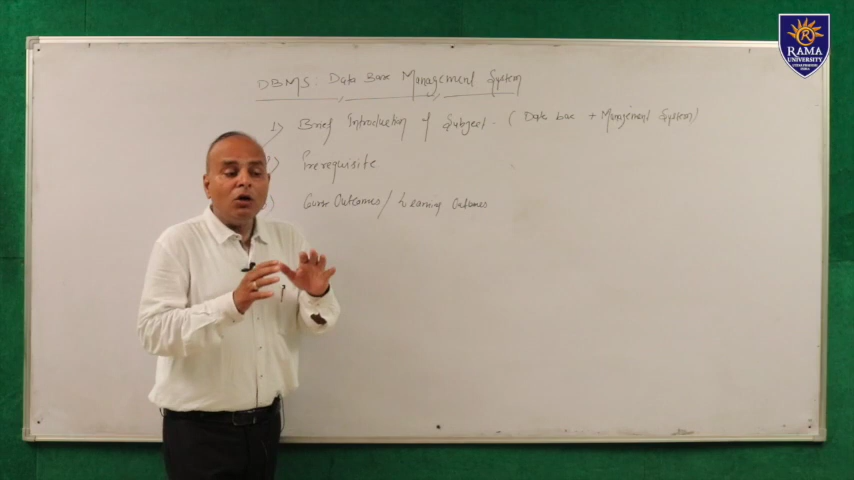 DBMS: Data Base Management System
1) Brief Introduction of Subject - (Data base + Management System)
) Prerequisite
) Course Outcomes / Learning Outcomes
RAMA
UNIVERSITY